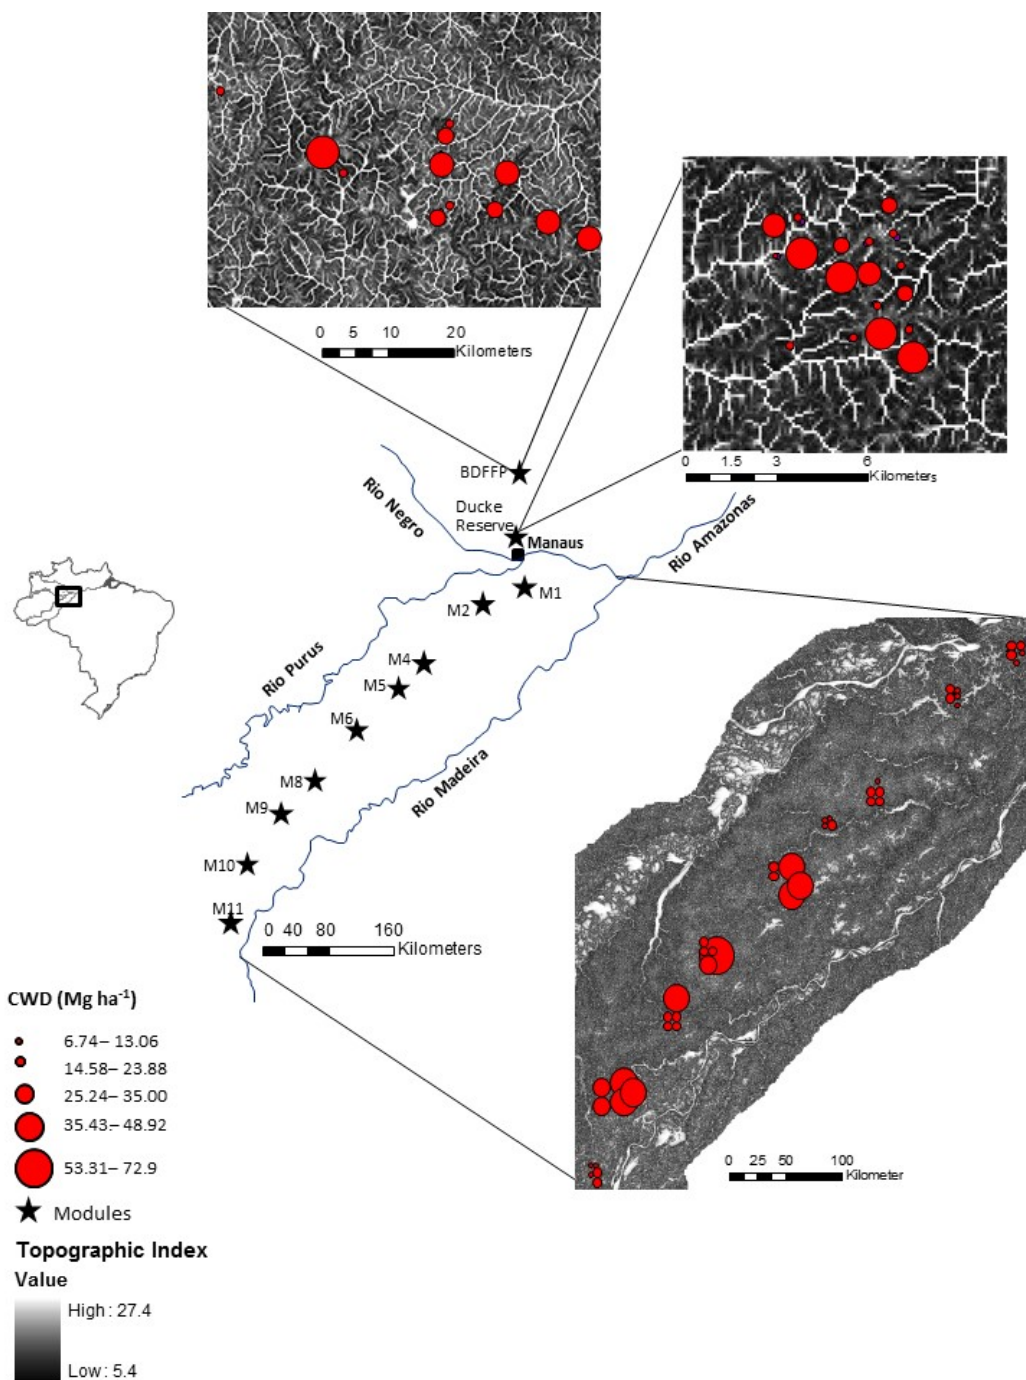 0 5 10 20
Kilometers
0 1.5 3 6
Kilometers
BDFFP
Rio Negro
Ducke
Reserve
Manaus
Rio Amazonas
M1
M2
Rio Purus
M4
M5
M6
M8
Rio Madeira
M9
M10
M11
0 40 80 160
Kilometers
0 25 50 100
Kilometer
CWD (Mg ha⁻¹)
6.74– 13.06
14.58– 23.88
25.24– 35.00
35.43– 48.92
53.31– 72.9
Modules
Topographic Index
Value
High : 27.4
Low : 5.4